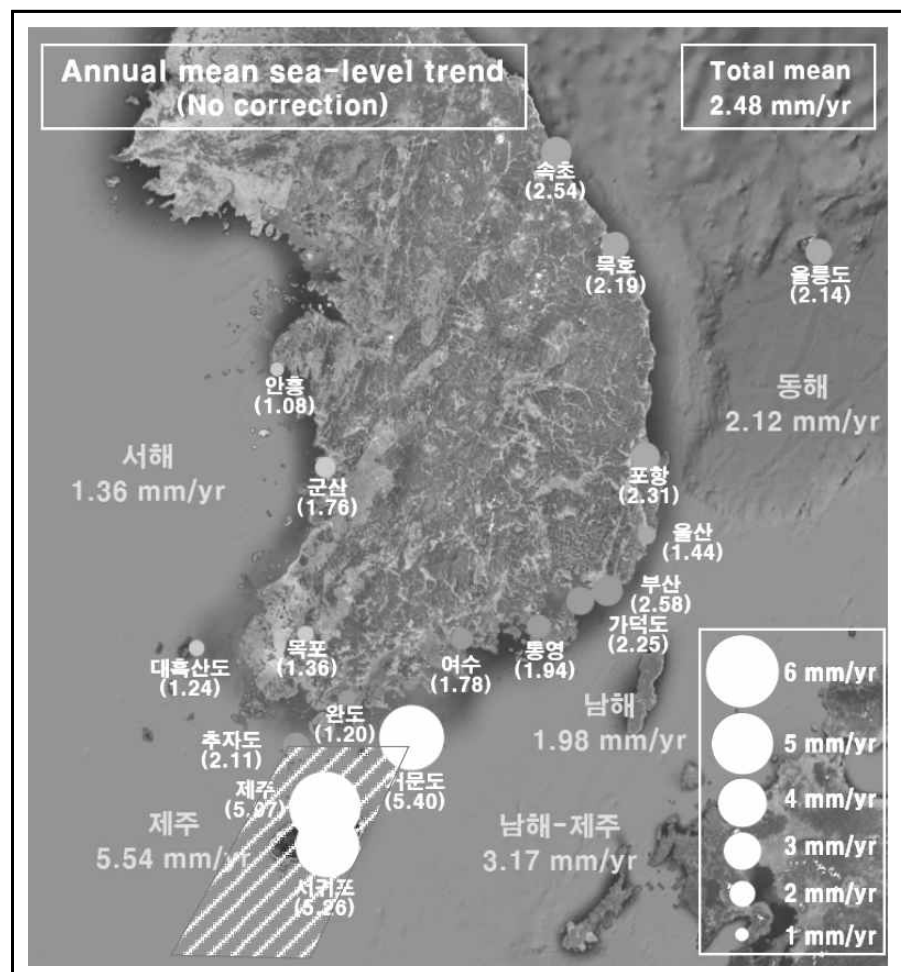 Annual mean sea-level trend
(No correction)
Total mean
2.48 mm/yr
속초
(2.54)
묵호
(2.19)
울릉도
(2.14)
안흥
(1.08)
동해
2.12 mm/yr
서해
1.36 mm/yr
군산
(1.76)
포항
(2.31)
울산
(1.44)
부산
(2.58)
가덕도
(2.25)
대흑산도
(1.24)
목포
(1.36)
여수
(1.78)
통영
(1.94)
완도
(1.20)
추자도
(2.11)
남해
1.98 mm/yr
거문도
(5.40)
제주
(5.07)
제주
5.54 mm/yr
서귀포
(5.26)
남해-제주
3.17 mm/yr
6 mm/yr
5 mm/yr
4 mm/yr
3 mm/yr
2 mm/yr
1 mm/yr